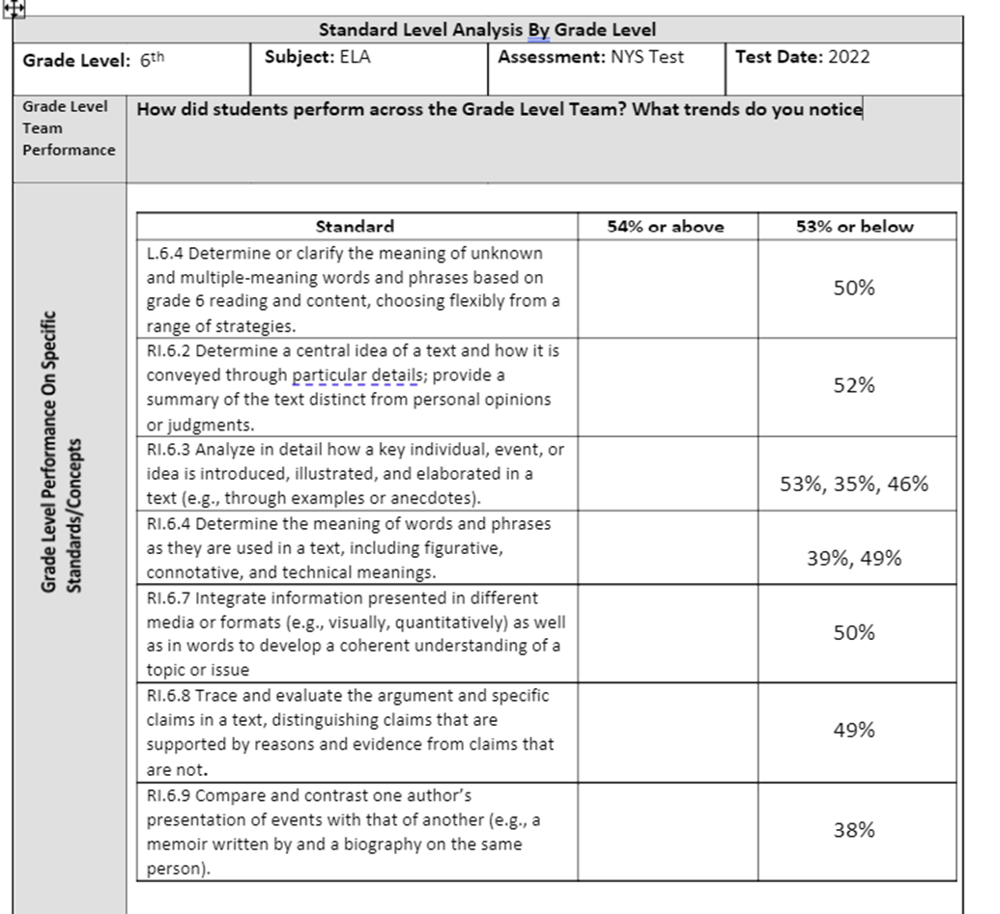 Standard Level Analysis By Grade Level
Grade Level: 6th
Subject: ELA
Assessment: NYS Test
Test Date: 2022
Grade Level
Team
Performance
How did students perform across the Grade Level Team? What trends do you notice
Grade Level Performance On Specific
Standards/Concepts
Standard
54% or above
53% or below
L.6.4 Determine or clarify the meaning of unknown
and multiple-meaning words and phrases based on
grade 6 reading and content, choosing flexibly from a
range of strategies.
50%
RI.6.2 Determine a central idea of a text and how it is
conveyed through particular details; provide a
summary of the text distinct from personal opinions
or judgments.
52%
RI.6.3 Analyze in detail how a key individual, event, or
idea is introduced, illustrated, and elaborated in a
text (e.g., through examples or anecdotes).
53%, 35%, 46%
RI.6.4 Determine the meaning of words and phrases
as they are used in a text, including figurative,
connotative, and technical meanings.
39%, 49%
RI.6.7 Integrate information presented in different
media or formats (e.g., visually, quantitatively) as well
as in words to develop a coherent understanding of a
topic or issue
50%
RI.6.8 Trace and evaluate the argument and specific
claims in a text, distinguishing claims that are
supported by reasons and evidence from claims that
are not.
49%
RI.6.9 Compare and contrast one author's
presentation of events with that of another (e.g., a
memoir written by and a biography on the same
person).
38%